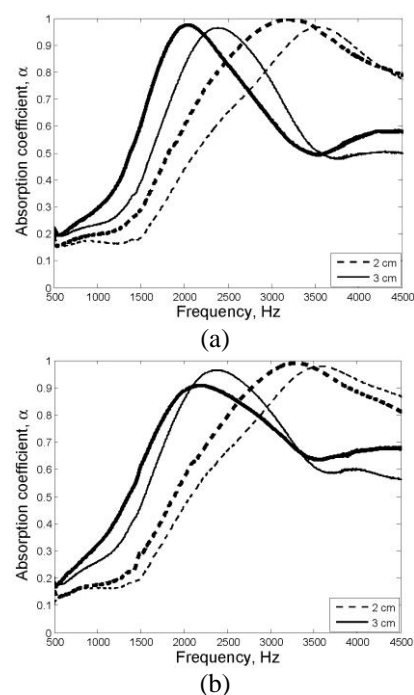 1
0.9
0.8
0.7
0.6
0.5
0.4
0.3
0.2
0.1
0
Absorption coefficient, α
500 1000 1500 2000 2500 3000 3500 4000 4500
Frequency, Hz
2 cm
3 cm
(a)
1
0.9
0.8
0.7
0.6
0.5
0.4
0.3
0.2
0.1
0
Absorption coefficient, α
500 1000 1500 2000 2500 3000 3500 4000 4500
Frequency, Hz
2 cm
3 cm
(b)